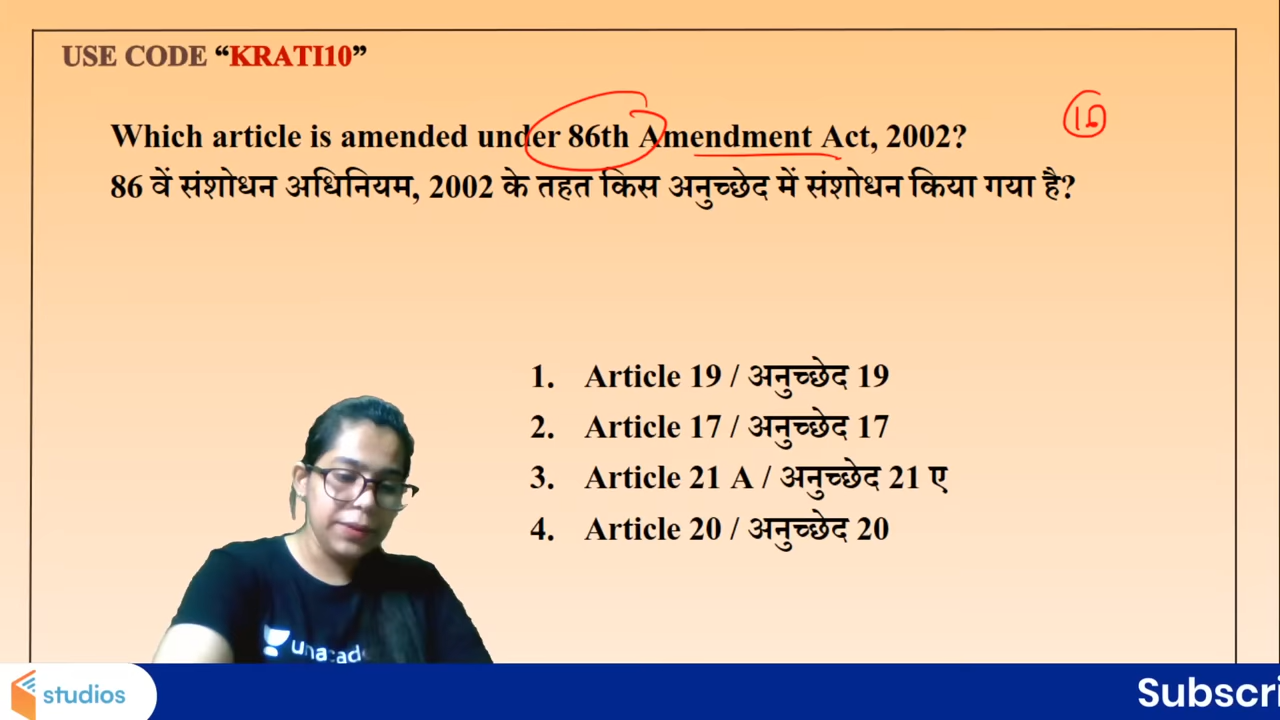 USE CODE “KRATI10”
Which article is amended under 86th Amendment Act, 2002?
86 वें संशोधन अधिनियम, 2002 के तहत किस अनुच्छेद में संशोधन किया गया है?
1. Article 19 / अनुच्छेद 19
2. Article 17 / अनुच्छेद 17
3. Article 21 A / अनुच्छेद 21 ए
4. Article 20 / अनुच्छेद 20
studios
Subscri